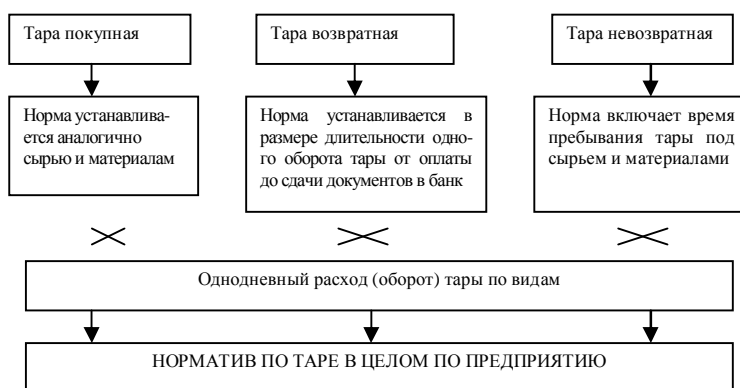 Тара покупная
Норма устанавлива-
ется аналогично
сырью и материалам
Тара возвратная
Норма устанавливается в
размере длительности одно-
го оборота тары от оплаты
до сдачи документов в банк
Тара невозвратная
Норма включает время
пребывания тары под
сырьем и материалами
Однодневный расход (оборот) тары по видам
НОРМАТИВ ПО ТАРЕ В ЦЕЛОМ ПО ПРЕДПРИЯТИЮ